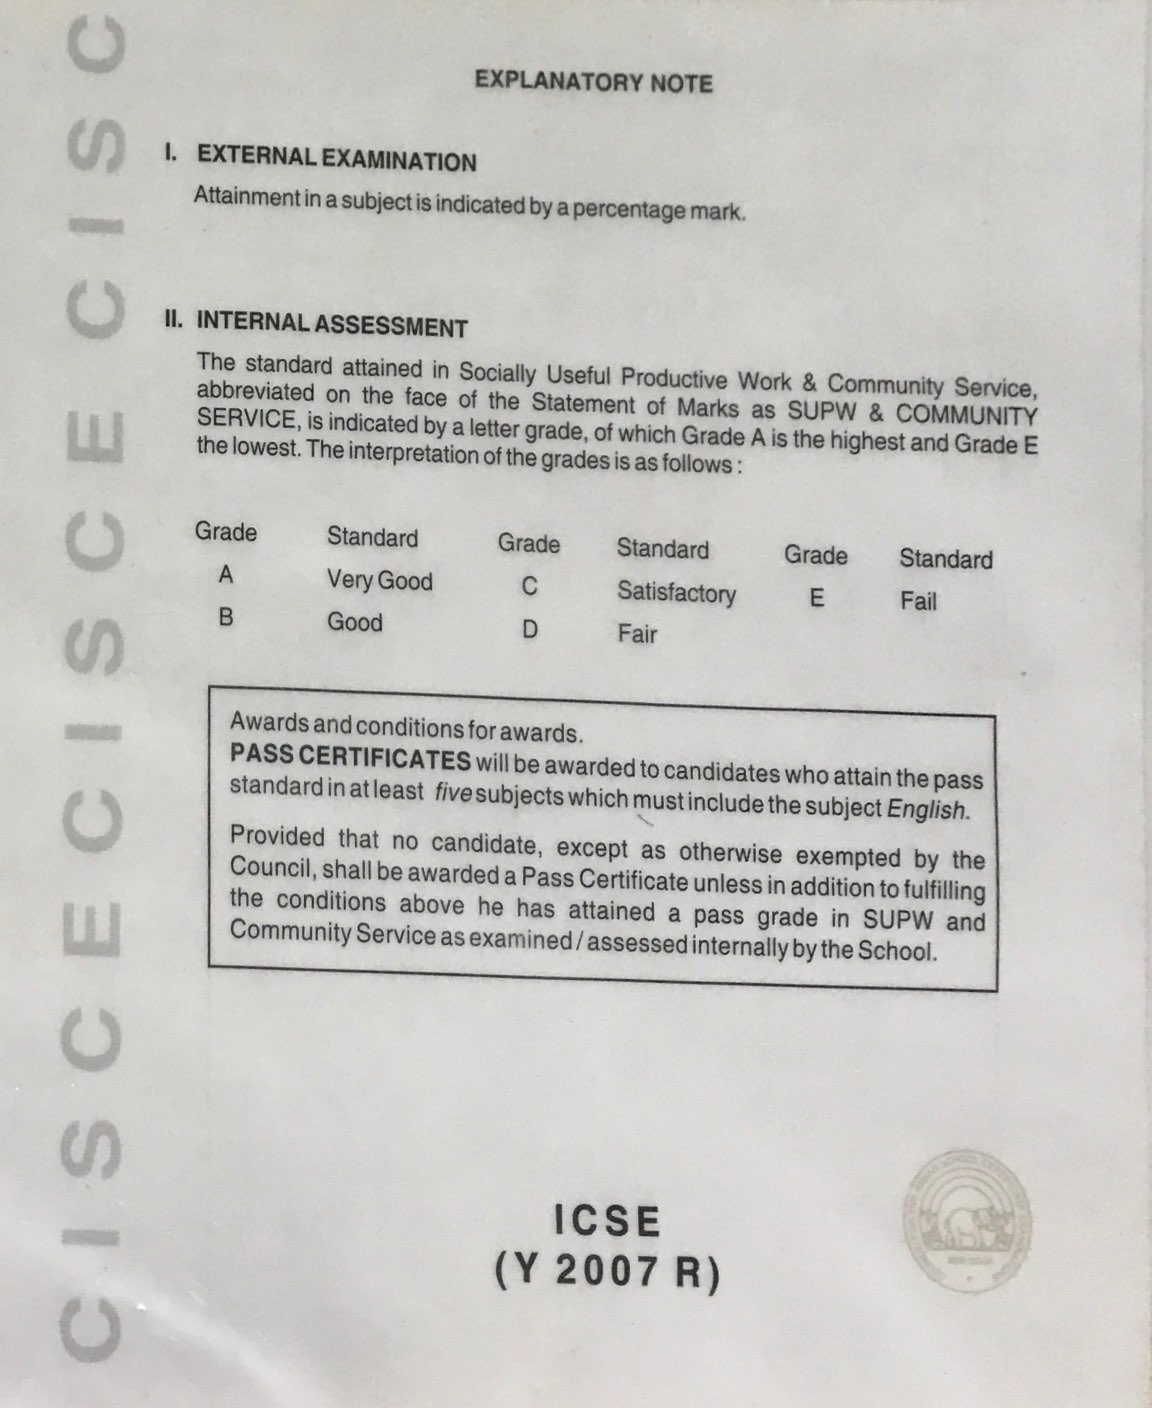 EXPLANATORY NOTE
I. EXTERNAL EXAMINATION
Attainment in a subject is indicated by a percentage mark.
II. INTERNAL ASSESSMENT
The standard attained in Socially Useful Productive Work & Community Service,
abbreviated on the face of the Statement of Marks as SUPW & COMMUNITY
SERVICE, is indicated by a letter grade, of which Grade A is the highest and Grade E
the lowest. The interpretation of the grades is as follows :
Grade Standard Grade Standard Grade Standard
A Very Good C Satisfactory E Fail
B Good D Fair
Awards and conditions for awards.
PASS CERTIFICATES will be awarded to candidates who attain the pass
standard in at least five subjects which must include the subject English.
Provided that no candidate, except as otherwise exempted by the
Council, shall be awarded a Pass Certificate unless in addition to fulfilling
the conditions above he has attained a pass grade in SUPW and
Community Service as examined / assessed internally by the School.
ICSE
(Y 2007 R)
CISCECISCECISC
NEW DELHI